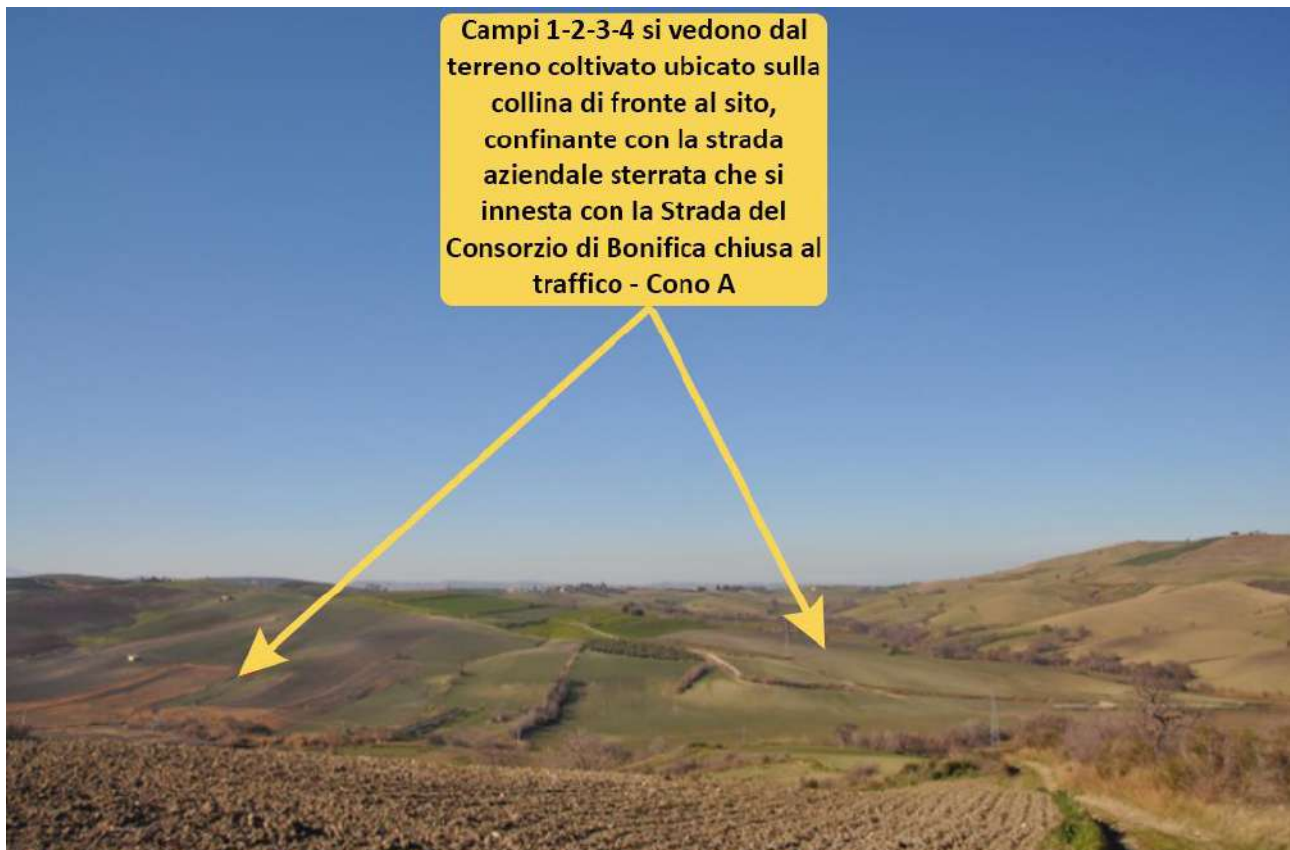 Campi 1-2-3-4 si vedono dal
terreno coltivato ubicato sulla
collina di fronte al sito,
confinante con la strada
aziendale sterrata che si
innesta con la Strada del
Consorzio di Bonifica chiusa al
traffico - Cono A